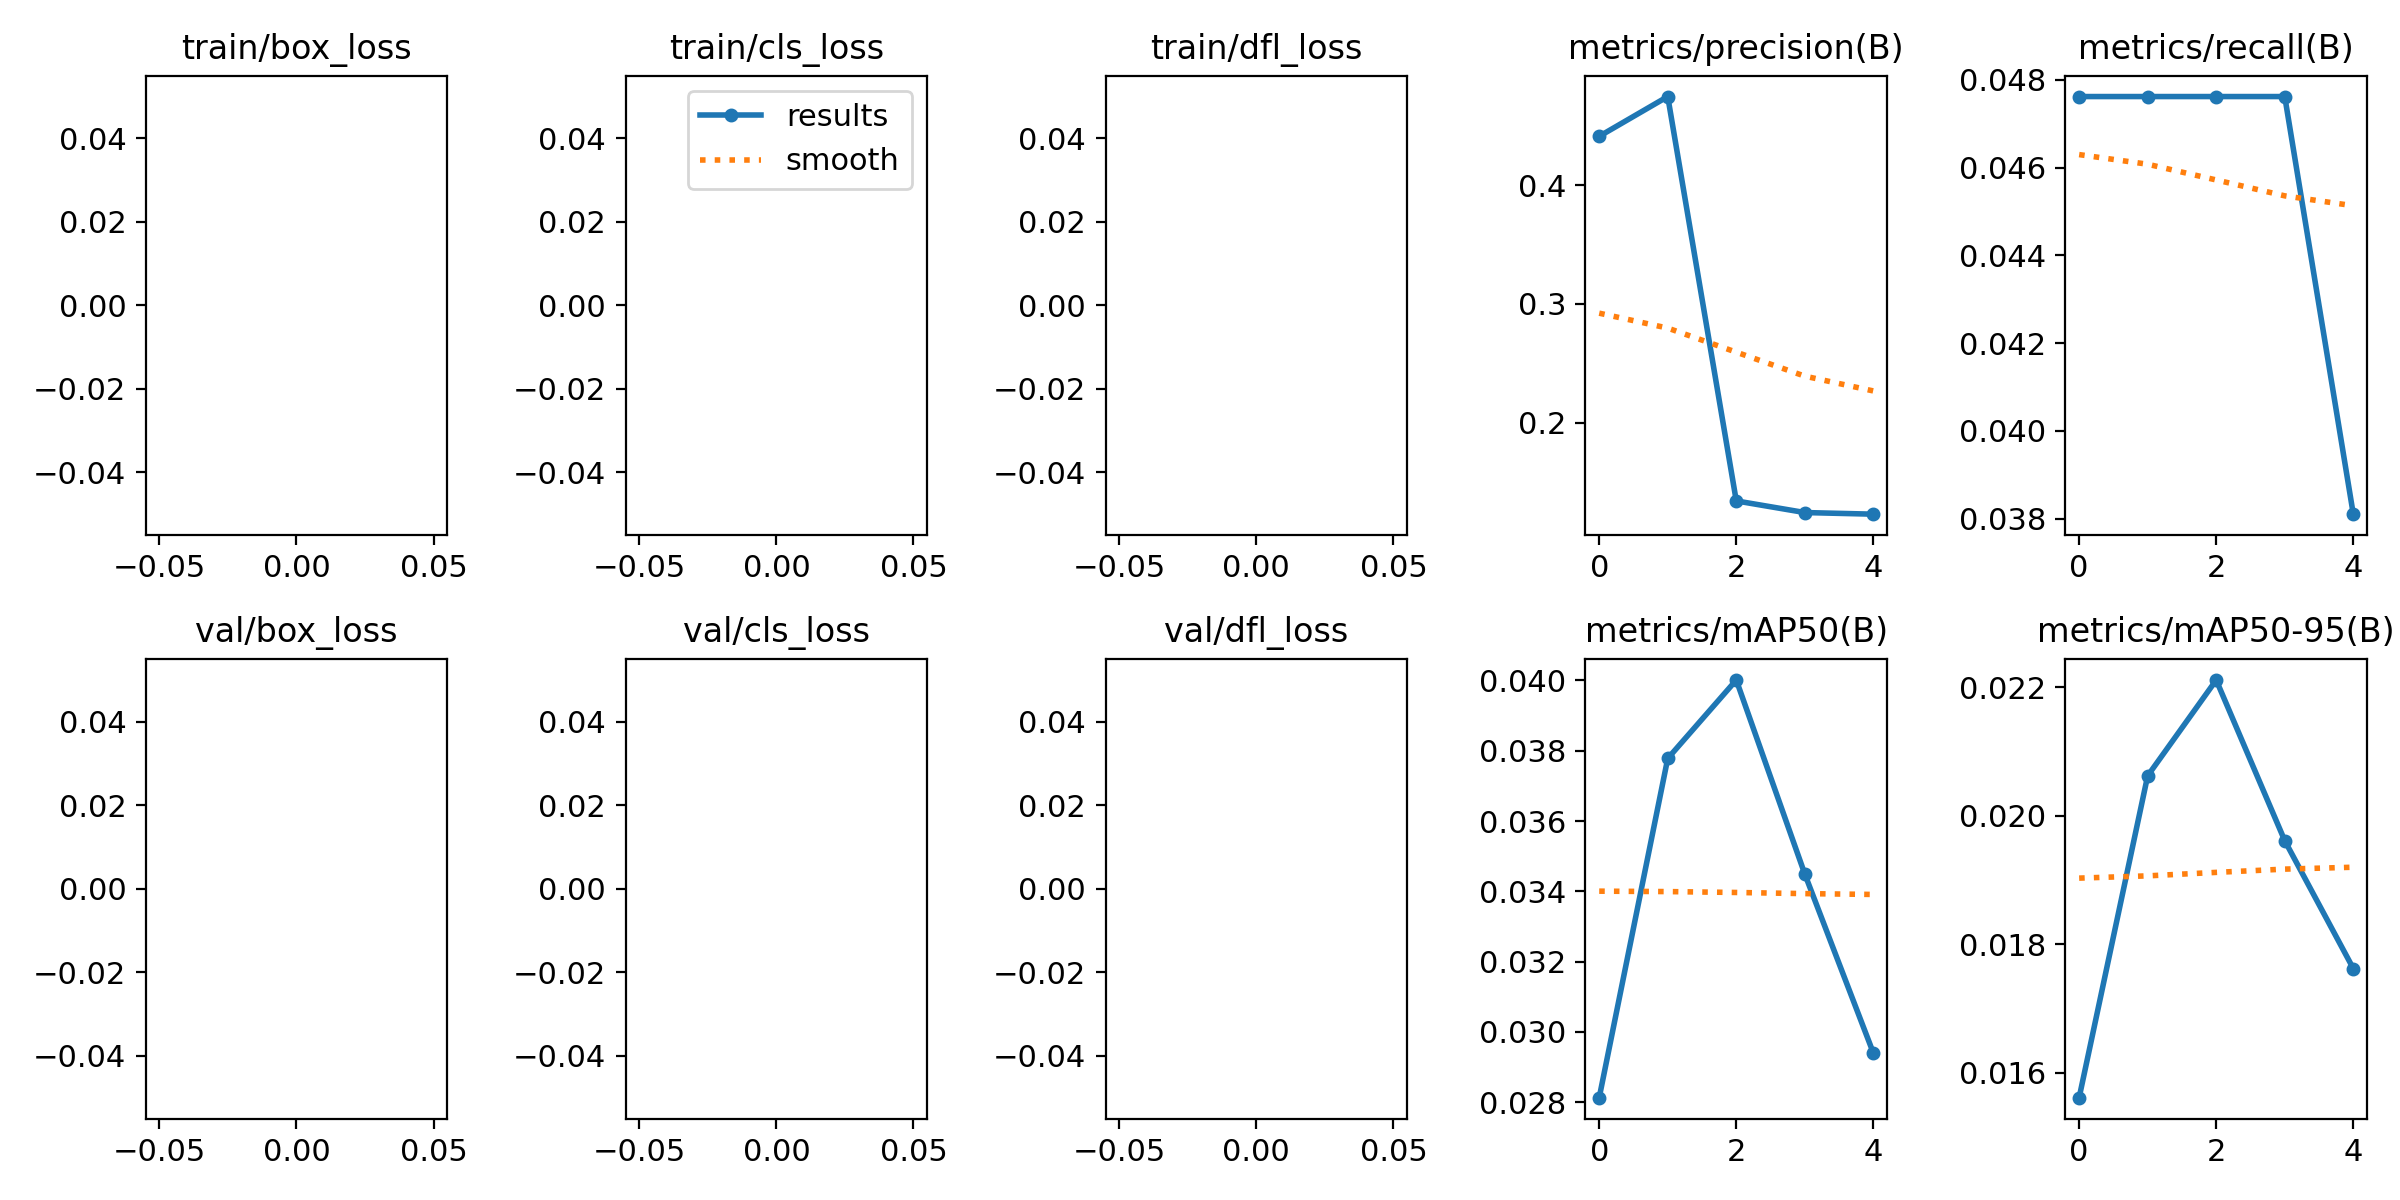 train/box_loss
train/cls_loss
train/dfl_loss
metrics/precision(B)
metrics/recall(B)
0.04
0.02
0.00
−0.02
−0.04
−0.05 0.00 0.05
results
smooth
0.04
0.02
0.00
−0.02
−0.04
−0.05 0.00 0.05
0.04
0.02
0.00
−0.02
−0.04
−0.05 0.00 0.05
0.4
0.3
0.2
0 2 4
0.048
0.046
0.044
0.042
0.040
0.038
0 2 4
val/box_loss
val/cls_loss
val/dfl_loss
metrics/mAP50(B)
metrics/mAP50-95(B)
0.04
0.02
0.00
−0.02
−0.04
−0.05 0.00 0.05
0.04
0.02
0.00
−0.02
−0.04
−0.05 0.00 0.05
0.04
0.02
0.00
−0.02
−0.04
−0.05 0.00 0.05
0.040
0.038
0.036
0.034
0.032
0.030
0.028
0 2 4
0.022
0.020
0.018
0.016
0 2 4